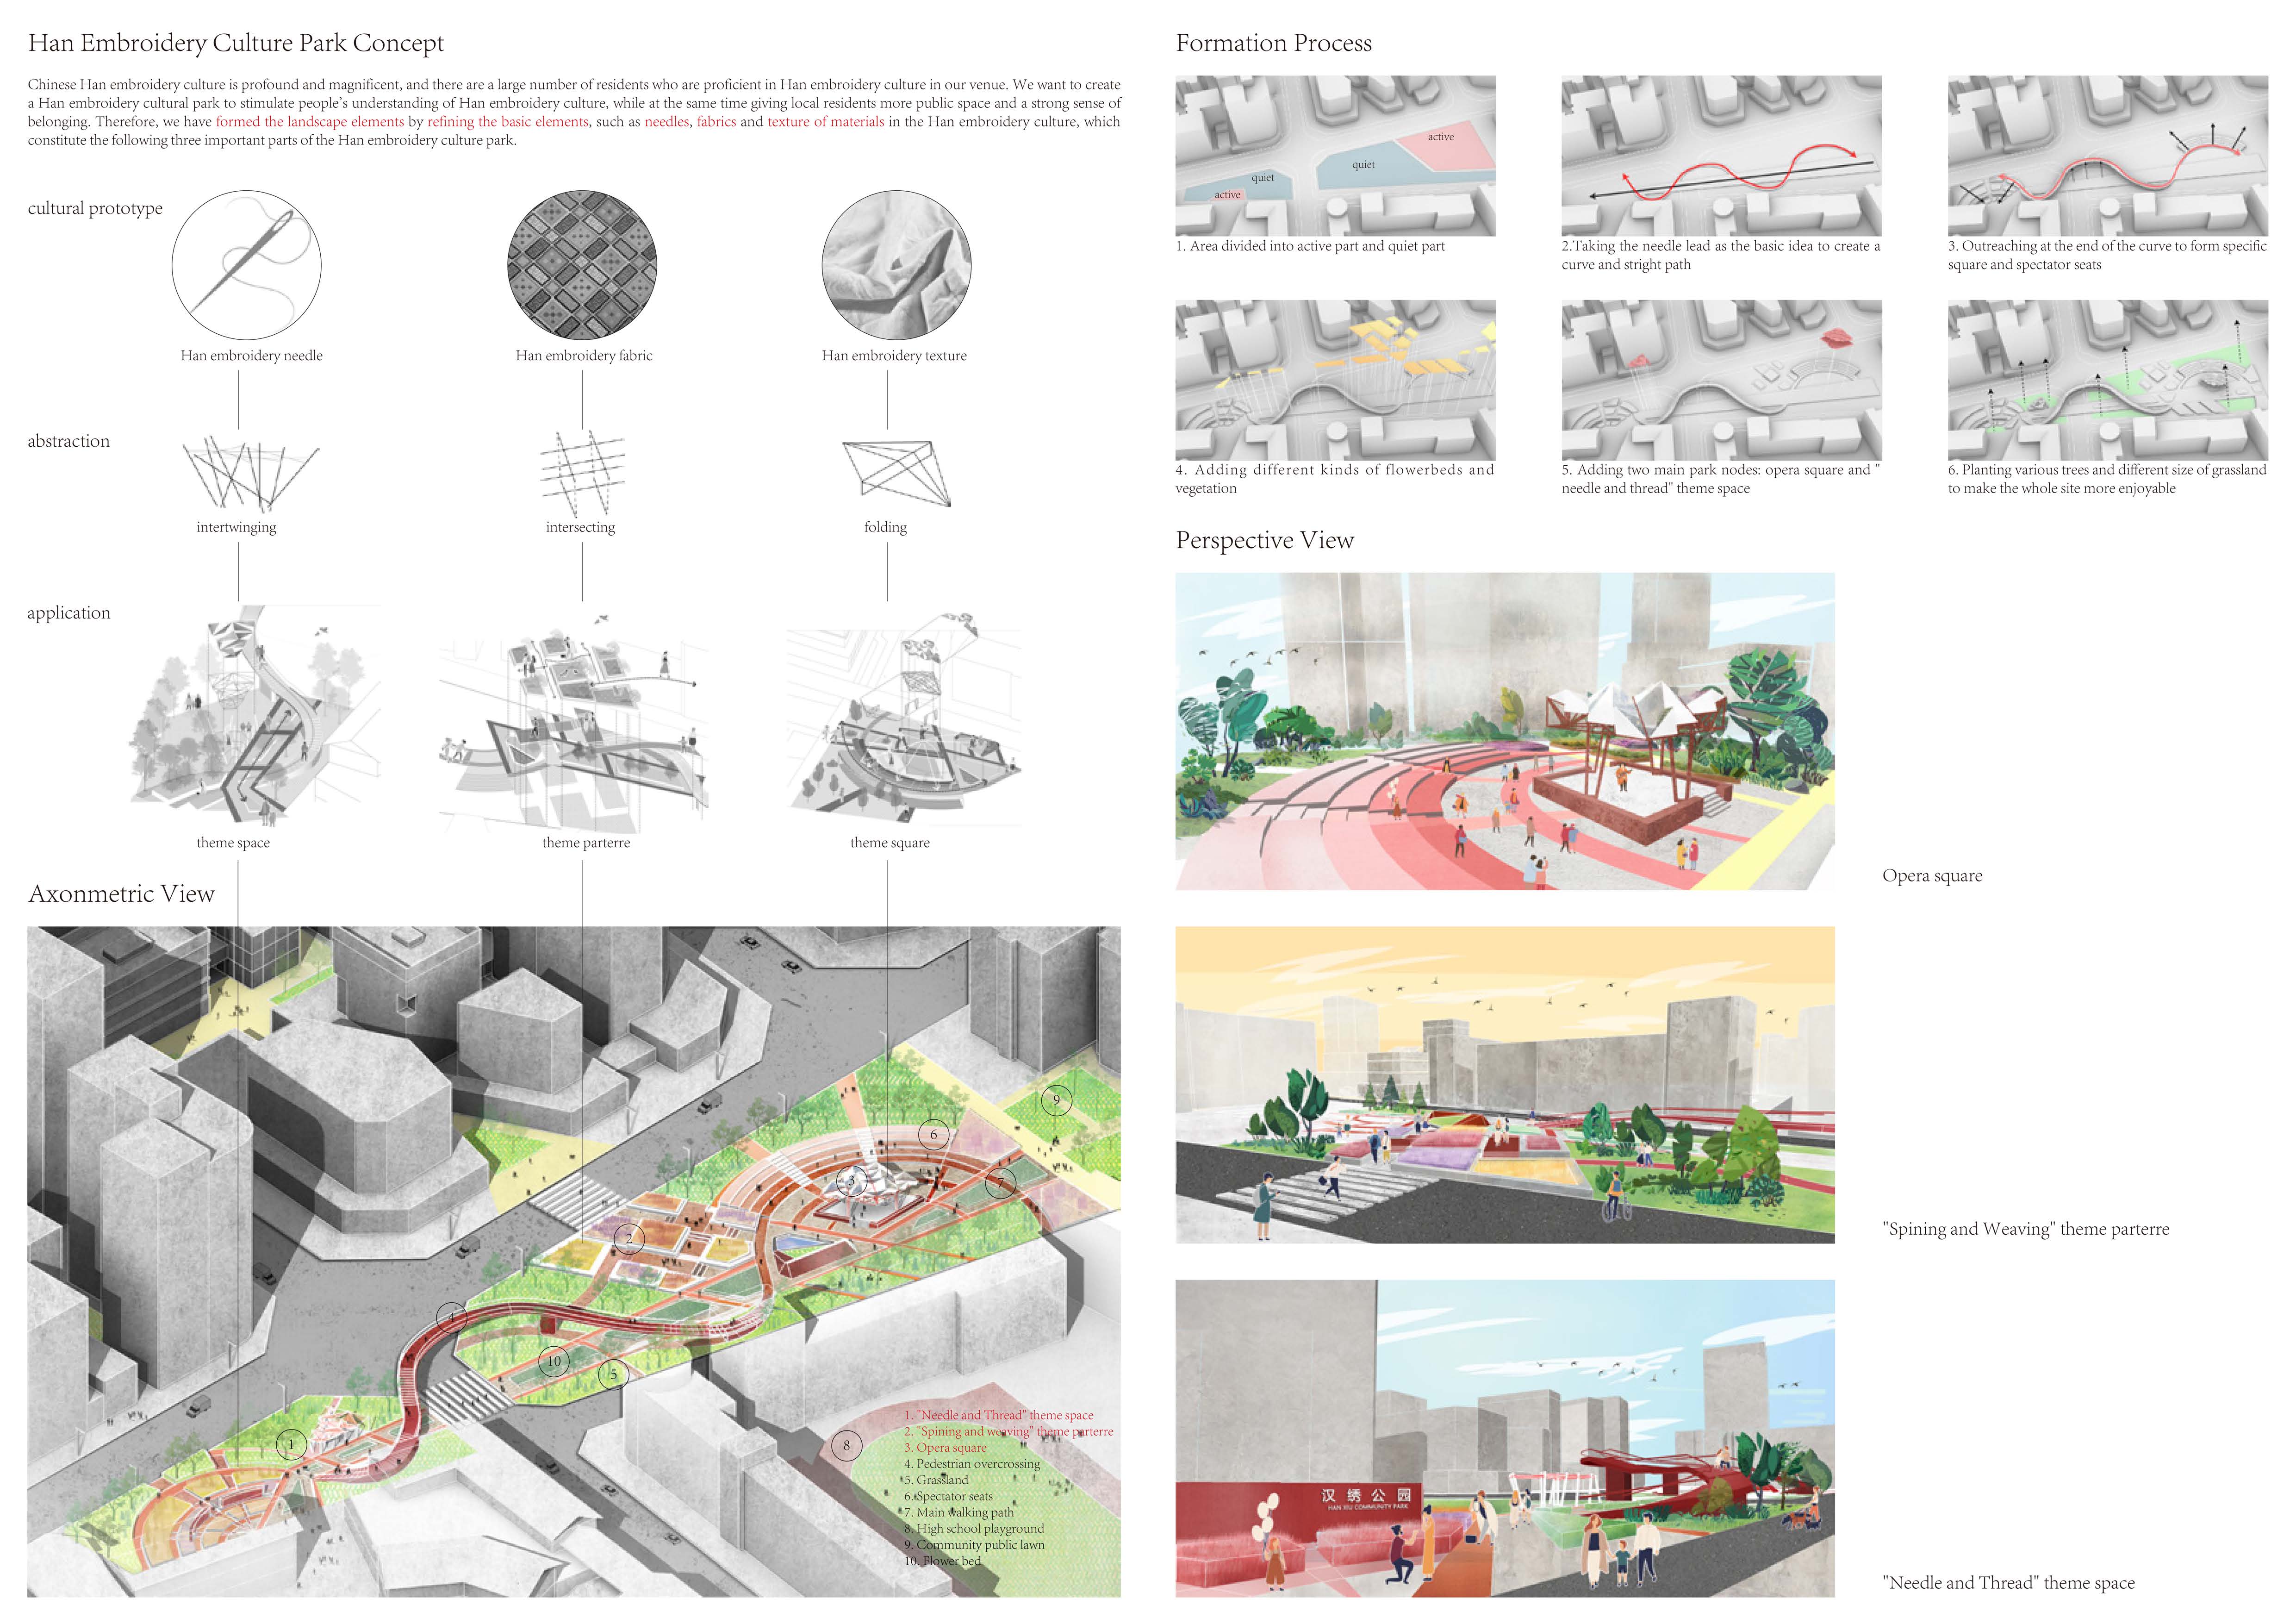 Han Embroidery Culture Park Concept
Chinese Han embroidery culture is profound and magnificent, and there are a large number of residents who are proficient in Han embroidery culture in our venue. We want to create
a Han embroidery cultural park to stimulate people's understanding of Han embroidery culture, while at the same time giving local residents more public space and a strong sense of
belonging. Therefore, we have formed the landscape elements by refining the basic elements, such as needles, fabrics and texture of materials in the Han embroidery culture, which
constitute the following three important parts of the Han embroidery culture park.
cultural prototype
Han embroidery needle
Han embroidery fabric
Han embroidery texture
abstraction
intertwinging
intersecting
folding
application
theme space
theme parterre
theme square
Axonmetric View
1
2
3
4
5
6
7
8
9
10
1. "Needle and Thread" theme space
2. "Spining and weaving" theme parterre
3. Opera square
4. Pedestrian overcrossing
5. Grassland
6. Spectator seats
7. Main walking path
8. High school playground
9. Community public lawn
10. Flower bed
Formation Process
active
quiet
quiet
active
1. Area divided into active part and quiet part
2.Taking the needle lead as the basic idea to create a
curve and stright path
3. Outreaching at the end of the curve to form specific
square and spectator seats
4. Adding different kinds of flowerbeds and
vegetation
5. Adding two main park nodes: opera square and "
needle and thread" theme space
6. Planting various trees and different size of grassland
to make the whole site more enjoyable
Perspective View
Opera square
"Spining and Weaving" theme parterre
汉绣公园
HAN XIU COMMUNITY PARK
"Needle and Thread" theme space